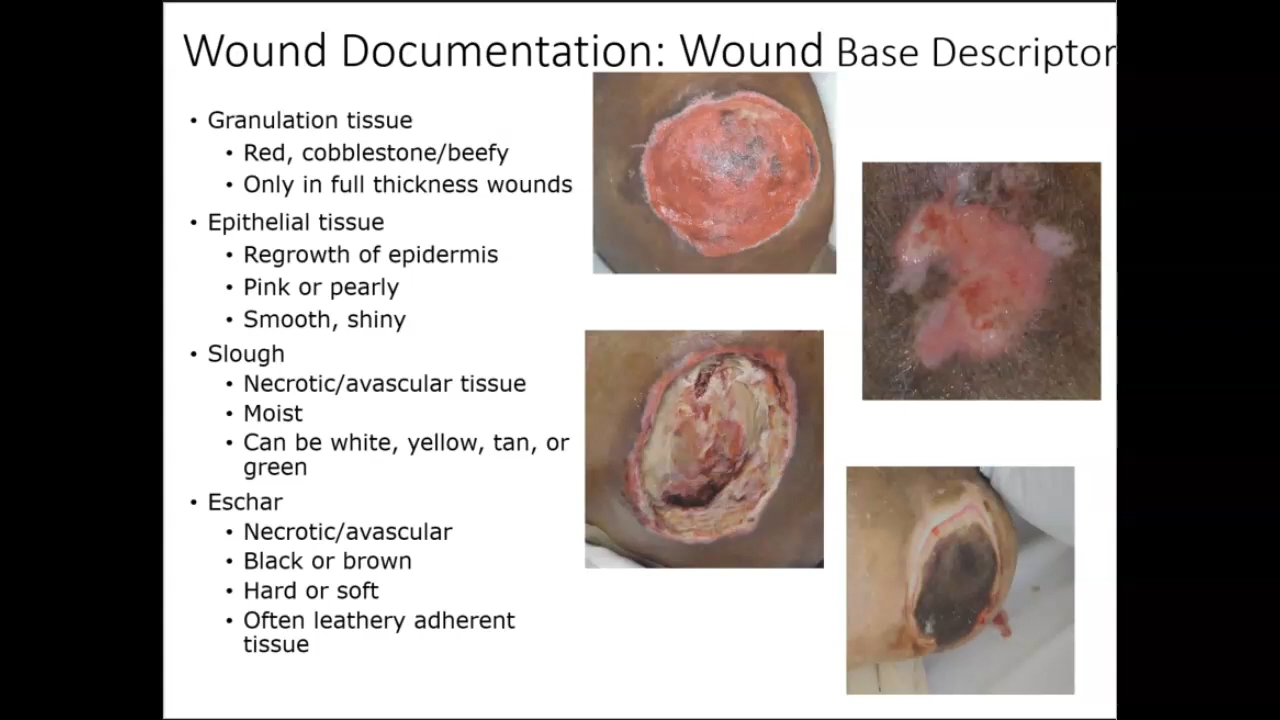 Wound Documentation: Wound Base Descriptor
• Granulation tissue
• Red, cobblestone/beefy
• Only in full thickness wounds
• Epithelial tissue
• Regrowth of epidermis
• Pink or pearly
• Smooth, shiny
• Slough
• Necrotic/avascular tissue
• Moist
• Can be white, yellow, tan, or
green
• Eschar
• Necrotic/avascular
• Black or brown
• Hard or soft
• Often leathery adherent
tissue